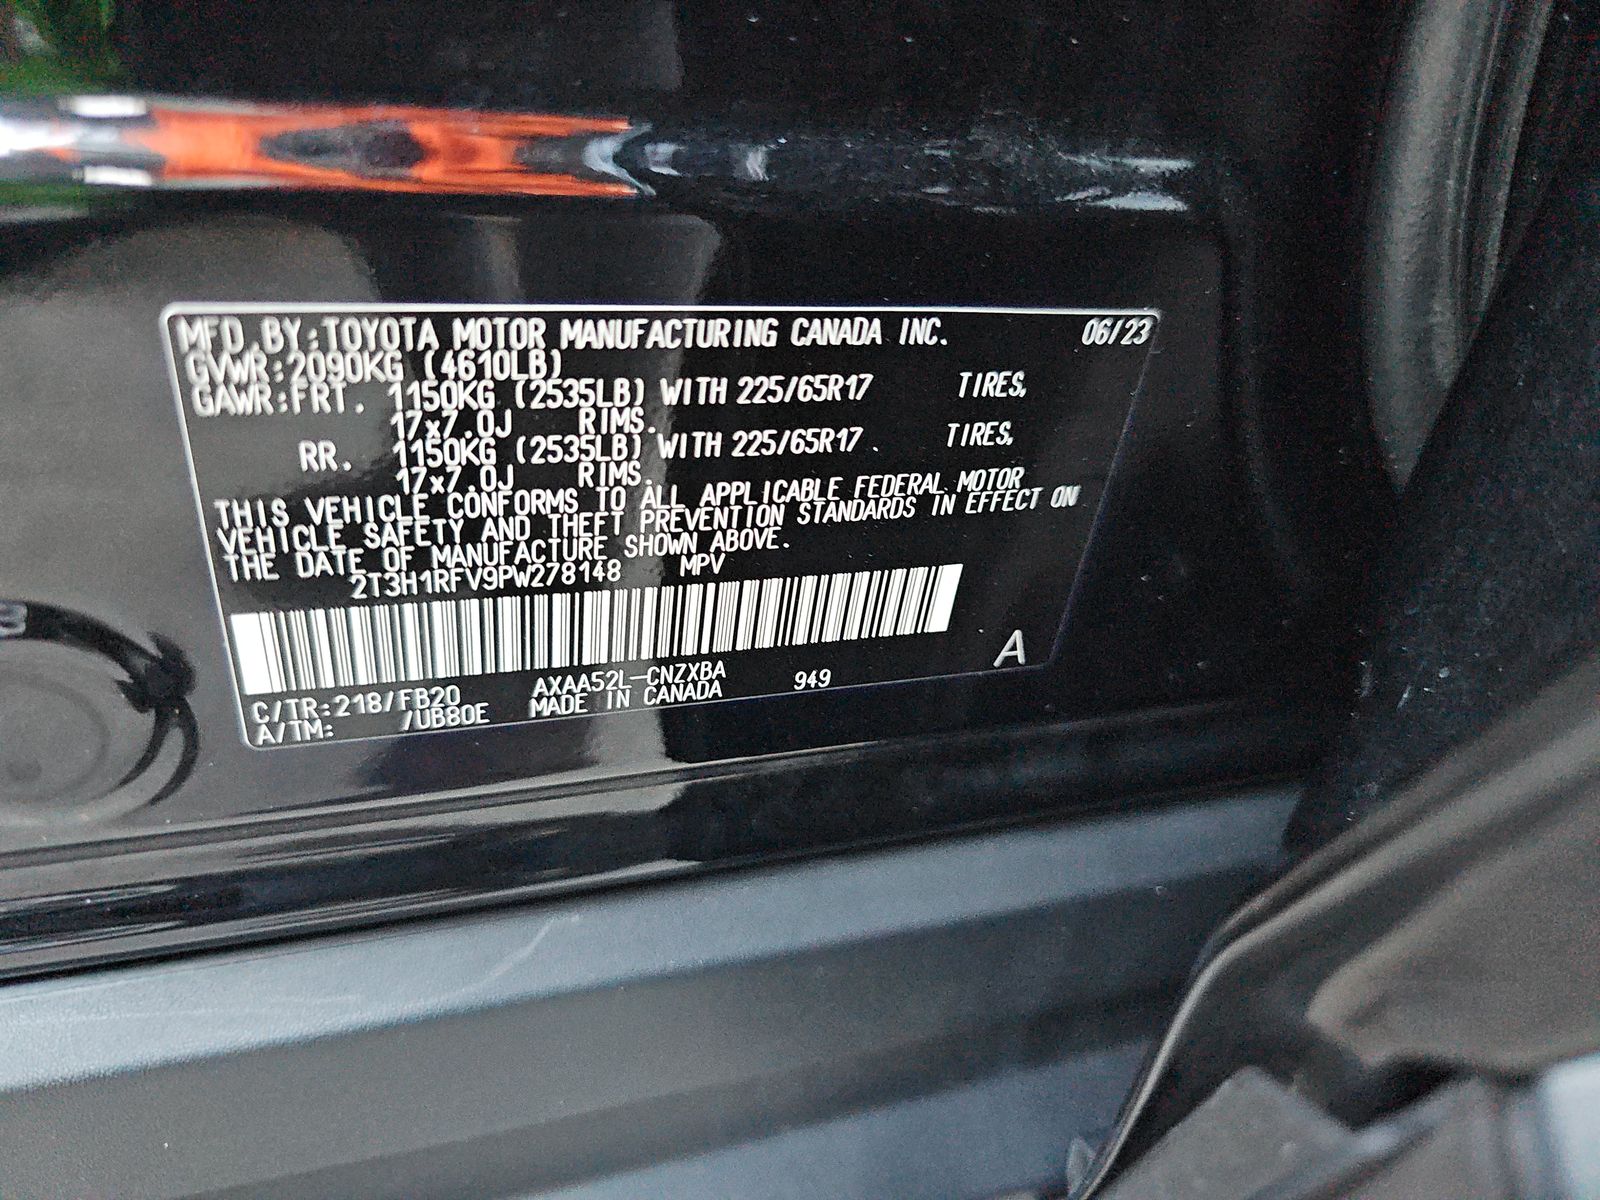 MFD.BY:TOYOTA MOTOR MANUFACTURING CANADA INC. 06/23
GVWR:2090KG (4610LB)
GAWR:FRT. 1150KG (2535LB) WITH 225/65R17 TIRES,
17x7.0J RIMS.
RR. 1150KG (2535LB) WITH 225/65R17 TIRES,
17x7.0J RIMS.
THIS VEHICLE CONFORMS TO ALL APPLICABLE FEDERAL MOTOR
VEHICLE SAFETY AND THEFT PREVENTION STANDARDS IN EFFECT ON
THE DATE OF MANUFACTURE SHOWN ABOVE.
2T3H1RFV9PW278148 MPV
C/TR:218/FB20 AXAA52L-CNZXBA 949 A
A/TM: /UB80E MADE IN CANADA